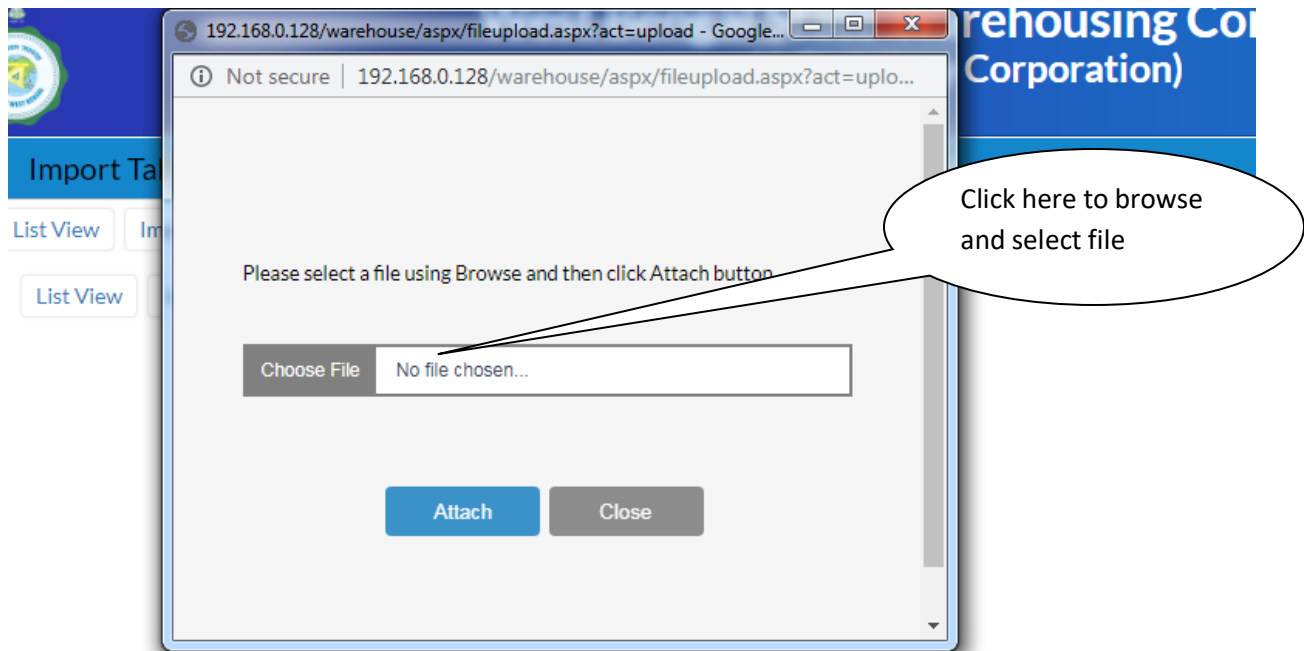 192.168.0.128/warehouse/aspx/fileupload.aspx?act=upload - Google...
rehousing Co
Not secure | 192.168.0.128/warehouse/aspx/fileupload.aspx?act=uplo...
Corporation)
Import Ta
List View Im
List View
Click here to browse
and select file
Please select a file using Browse and then click Attach button
Choose File No file chosen...
Attach Close